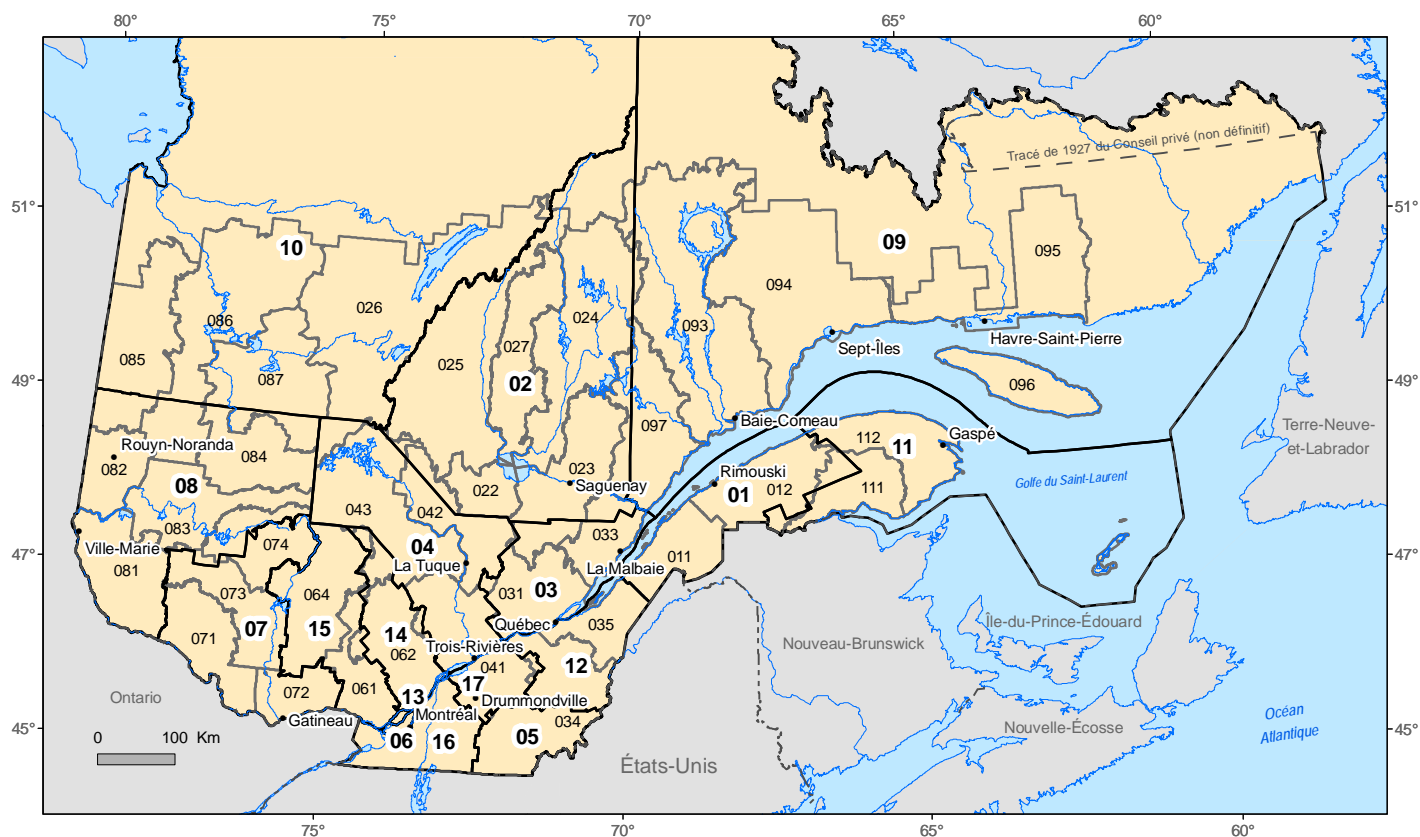 80°
75°
70°
65°
60°
Tracé de 1927 du Conseil privé (non définitif)
51°
51°
10
09
095
094
026
086
024
093
027
085
025
087
02
Sept-Îles
Havre-Saint-Pierre
096
49°
49°
097
Baie-Comeau
Terre-Neuve-
et-Labrador
Rouyn-Noranda
084
082
112
11
Gaspé
023
Rimouski
Golfe du Saint-Laurent
08
022
Saguenay
01
012
111
043
042
083
033
074
04
011
47°
47°
Ville-Marie
La Tuque
La Malbaie
081
073
064
031
03
Île-du-Prince-Édouard
071
07
15
14
062
Québec
035
Nouveau-Brunswick
Trois-Rivières
041
12
Ontario
072
061
13
17
Drummondville
Gatineau
Montréal
034
Nouvelle-Écosse
45°
45°
06
16
05
Océan
Atlantique
0 100 Km
États-Unis
75°
70°
65°
60°